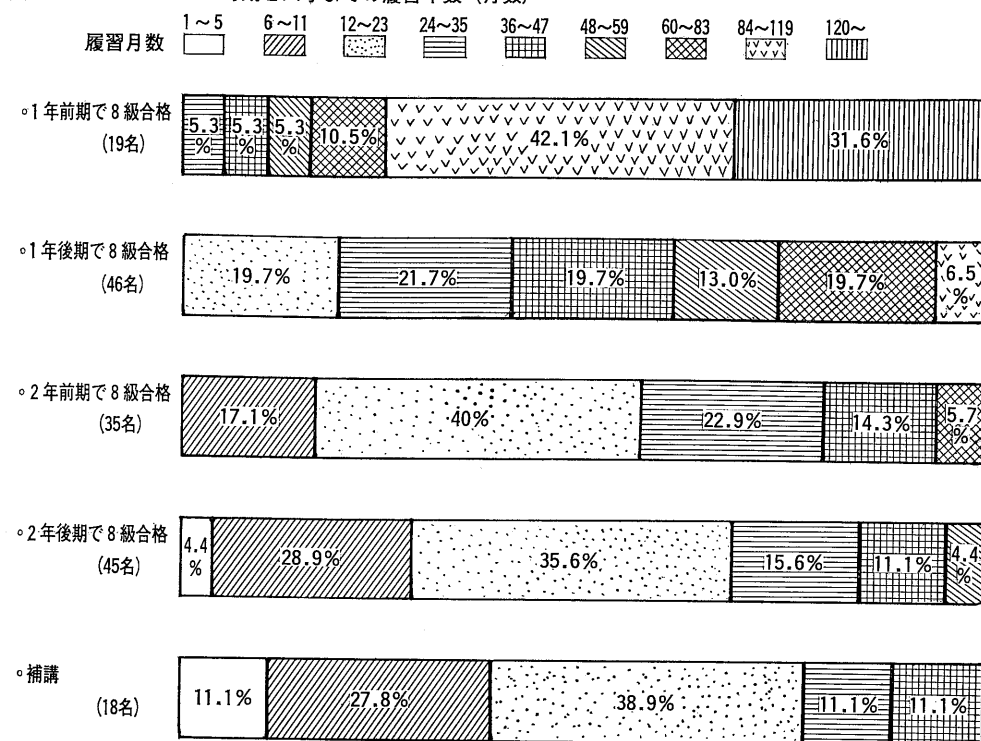 履習年数（月数）
履習月数 1～5 6～11 12～23 24～35 36～47 48～59 60～83 84～119 120～
◦1年前期で8級合格
(19名)
5.3% 5.3% 5.3% 10.5% 42.1% 31.6%
◦1年後期で8級合格
(46名)
19.7% 21.7% 19.7% 13.0% 19.7% 6.5%
◦2年前期で8級合格
(35名)
17.1% 40% 22.9% 14.3% 5.7%
◦2年後期で8級合格
(45名)
4.4% 28.9% 35.6% 15.6% 11.1% 4.4%
◦補講
(18名)
11.1% 27.8% 38.9% 11.1% 11.1%